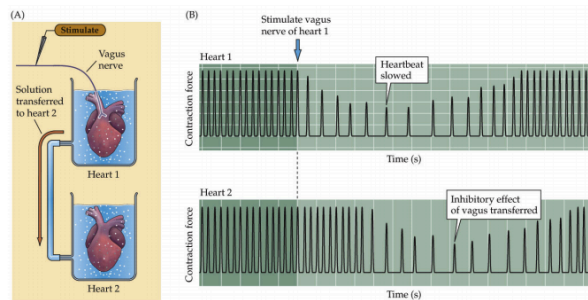 (A)
Stimulate
Vagus
nerve
Solution
transferred
to heart 2
Heart 1
Heart 2
(B)
Stimulate vagus
nerve of heart 1
Heart 1
Heartbeat
slowed
Contraction force
Time (s)
Heart 2
Inhibitory effect
of vagus transferred
Contraction force
Time (s)